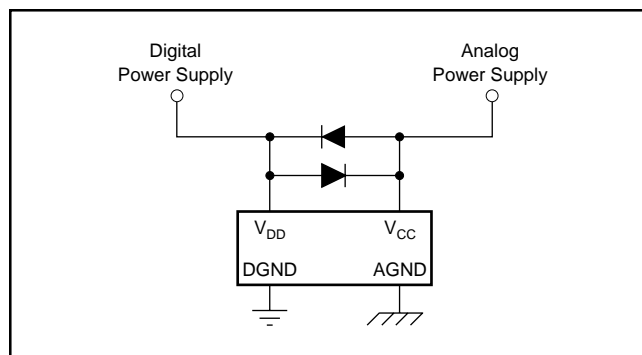 Digital
Power Supply
Analog
Power Supply
VDD
VCC
DGND
AGND